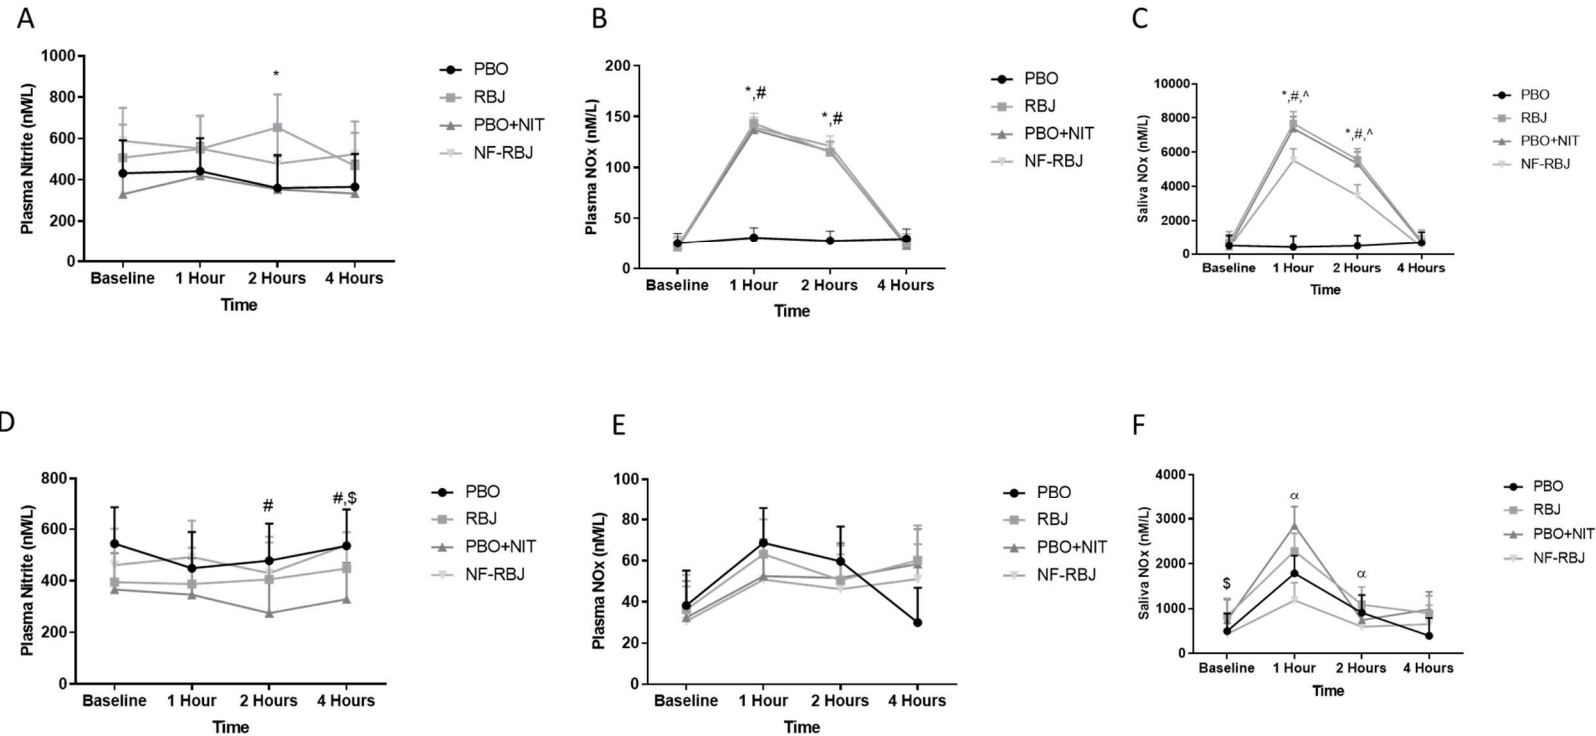 A
1000
800
600
400
200
0
Plasma Nitrite (nM/L)
*
Baseline 1 Hour 2 Hours 4 Hours
Time
PBO
RBJ
PBO+NIT
NF-RBJ
B
200
150
100
50
0
Plasma NOx (nM/L)
*,# *,#
Baseline 1 Hour 2 Hours 4 Hours
Time
PBO
RBJ
PBO+NIT
NF-RBJ
C
10000
8000
6000
4000
2000
0
Saliva NOx (nM/L)
*,#,^ *,#,^
Baseline 1 Hour 2 Hours 4 Hours
Time
PBO
RBJ
PBO+NIT
NF-RBJ
D
800
600
400
200
0
Plasma Nitrite (nM/L)
# #,$
Baseline 1 Hour 2 Hours 4 Hours
Time
PBO
RBJ
PBO+NIT
NF-RBJ
E
100
80
60
40
20
0
Plasma NOx (nM/L)
Baseline 1 Hour 2 Hours 4 Hours
Time
PBO
RBJ
PBO+NIT
NF-RBJ
F
4000
3000
2000
1000
0
Saliva NOx (nM/L)
$ α α
Baseline 1 Hour 2 Hours 4 Hours
Time
PBO
RBJ
PBO+NIT
NF-RBJ